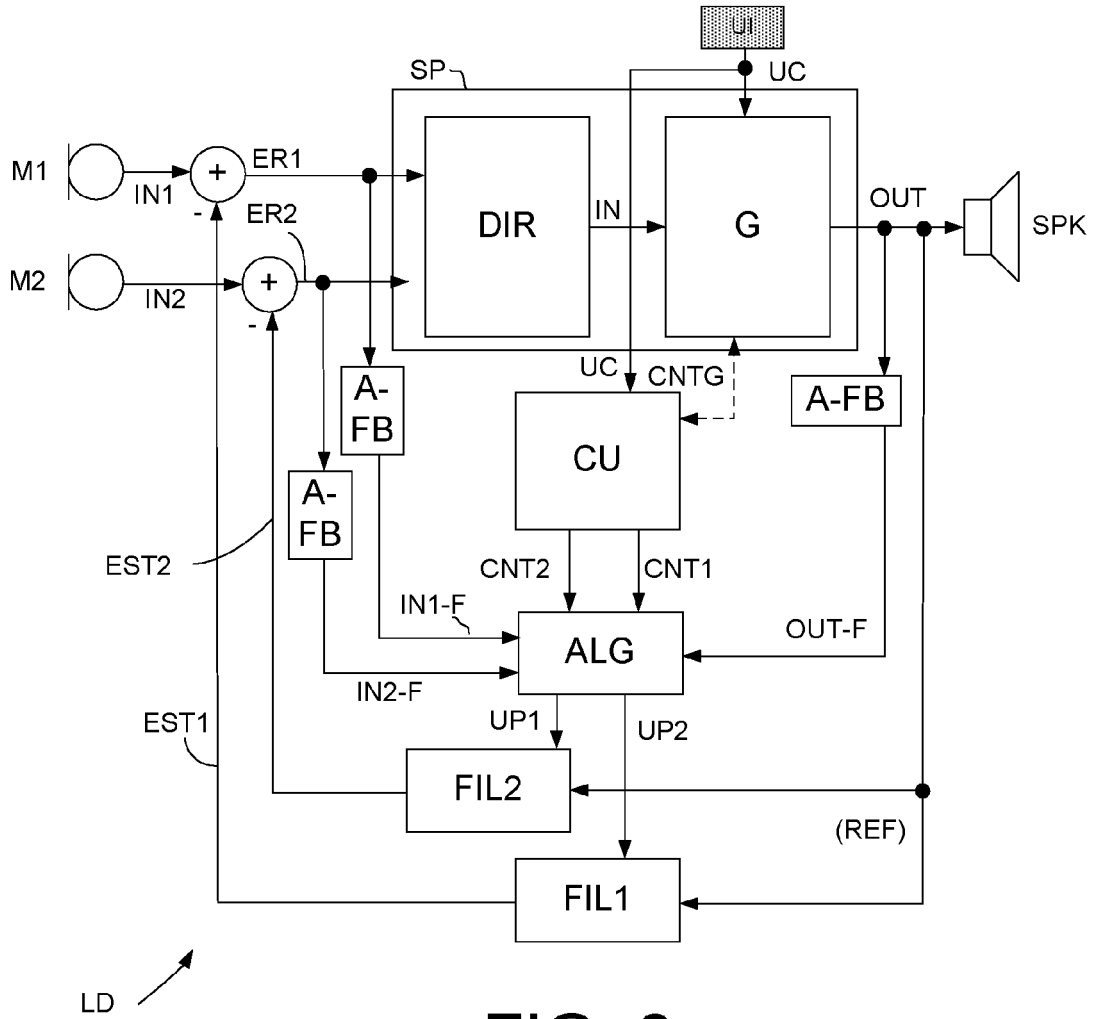 UI
SP
UC
M1
IN1
+
-
ER1
ER2
DIR
IN
G
OUT
SPK
M2
IN2
+
-
UC
CNTG
A-
FB
A-FB
CU
A-
FB
EST2
CNT2
CNT1
IN1-F
ALG
OUT-F
IN2-F
EST1
UP1
UP2
FIL2
(REF)
FIL1
LD